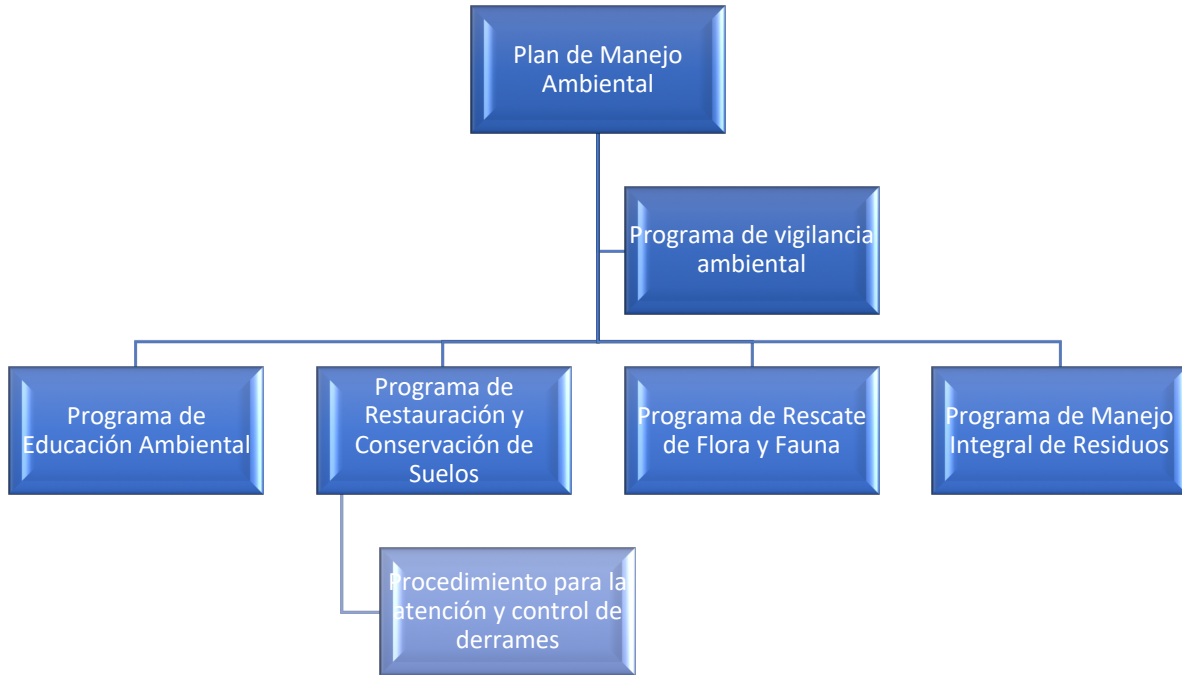 Plan de Manejo
Ambiental
Programa de vigilancia
ambiental
Programa de
Educación Ambiental
Programa de
Restauración y
Conservación de
Suelos
Programa de Rescate
de Flora y Fauna
Programa de Manejo
Integral de Residuos
Procedimiento para la
atención y control de
derrames